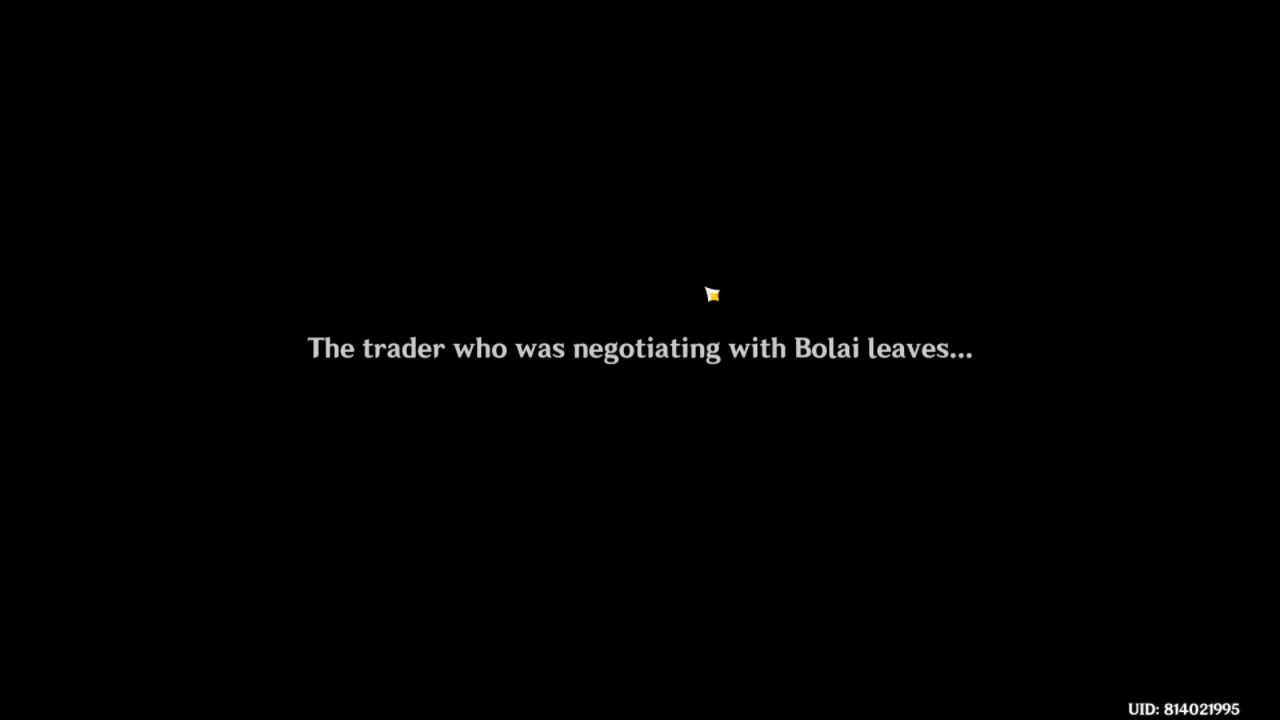 The trader who was negotiating with Bolai leaves...
UID: 814021995